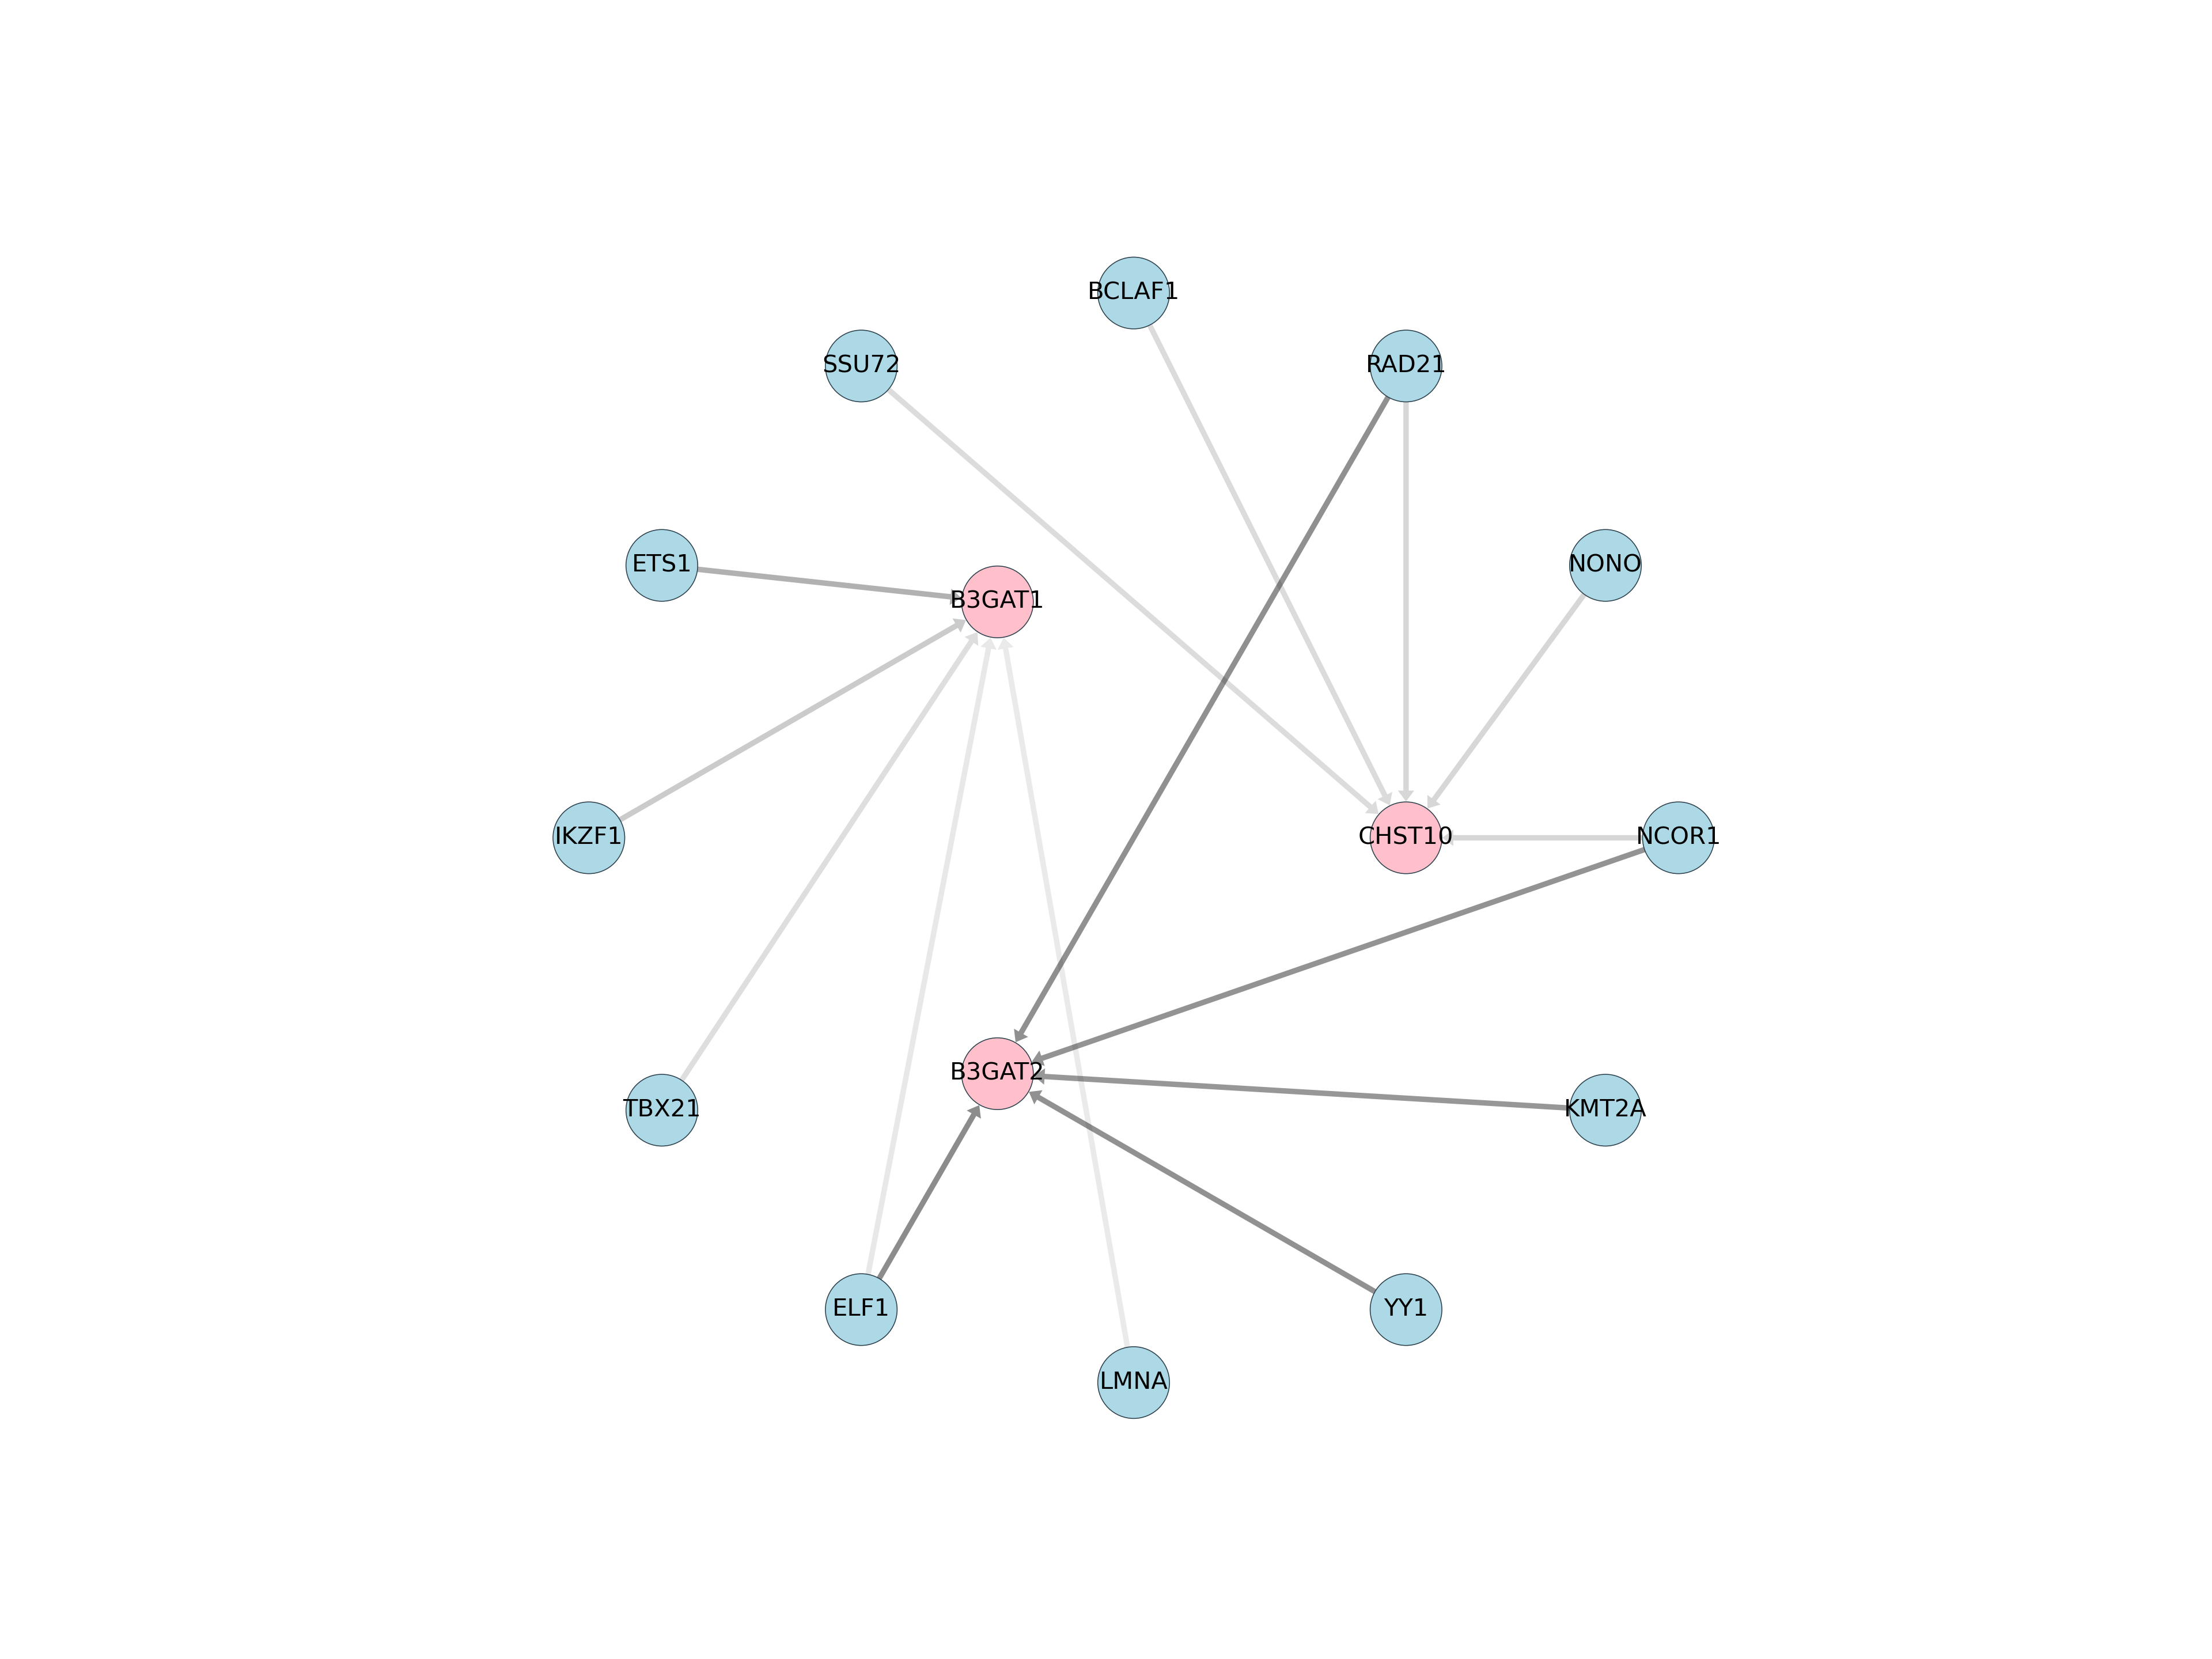 BCLAF1
SSU72
RAD21
ETS1
NONO
B3GAT1
IKZF1
CHST10
NCOR1
B3GAT2
TBX21
KMT2A
ELF1
YY1
LMNA